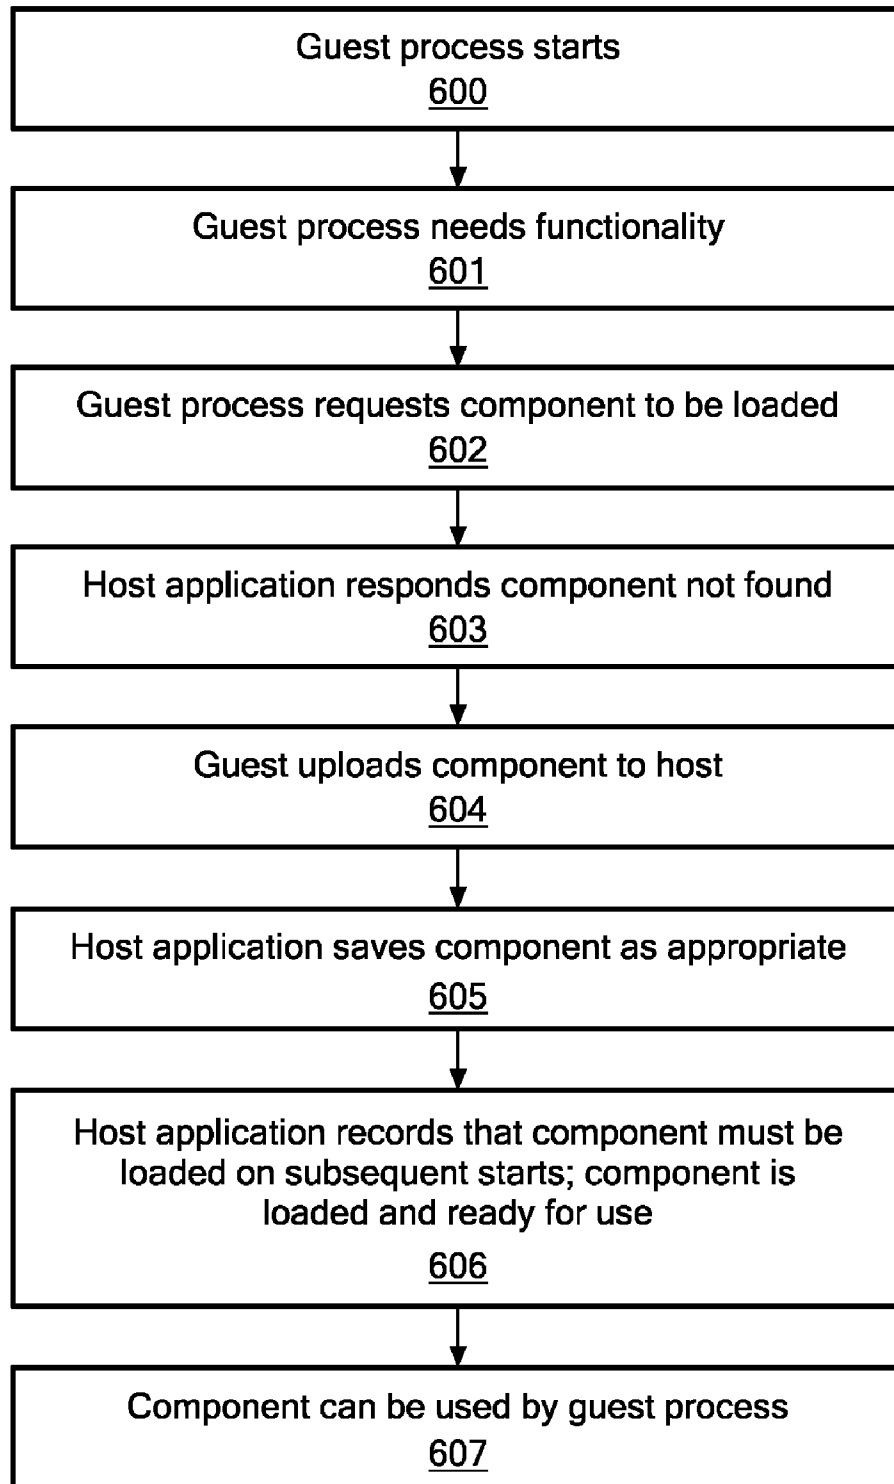 Guest process starts
600
Guest process needs functionality
601
Guest process requests component to be loaded
602
Host application responds component not found
603
Guest uploads component to host
604
Host application saves component as appropriate
605
Host application records that component must be
loaded on subsequent starts; component is
loaded and ready for use
606
Component can be used by guest process
607